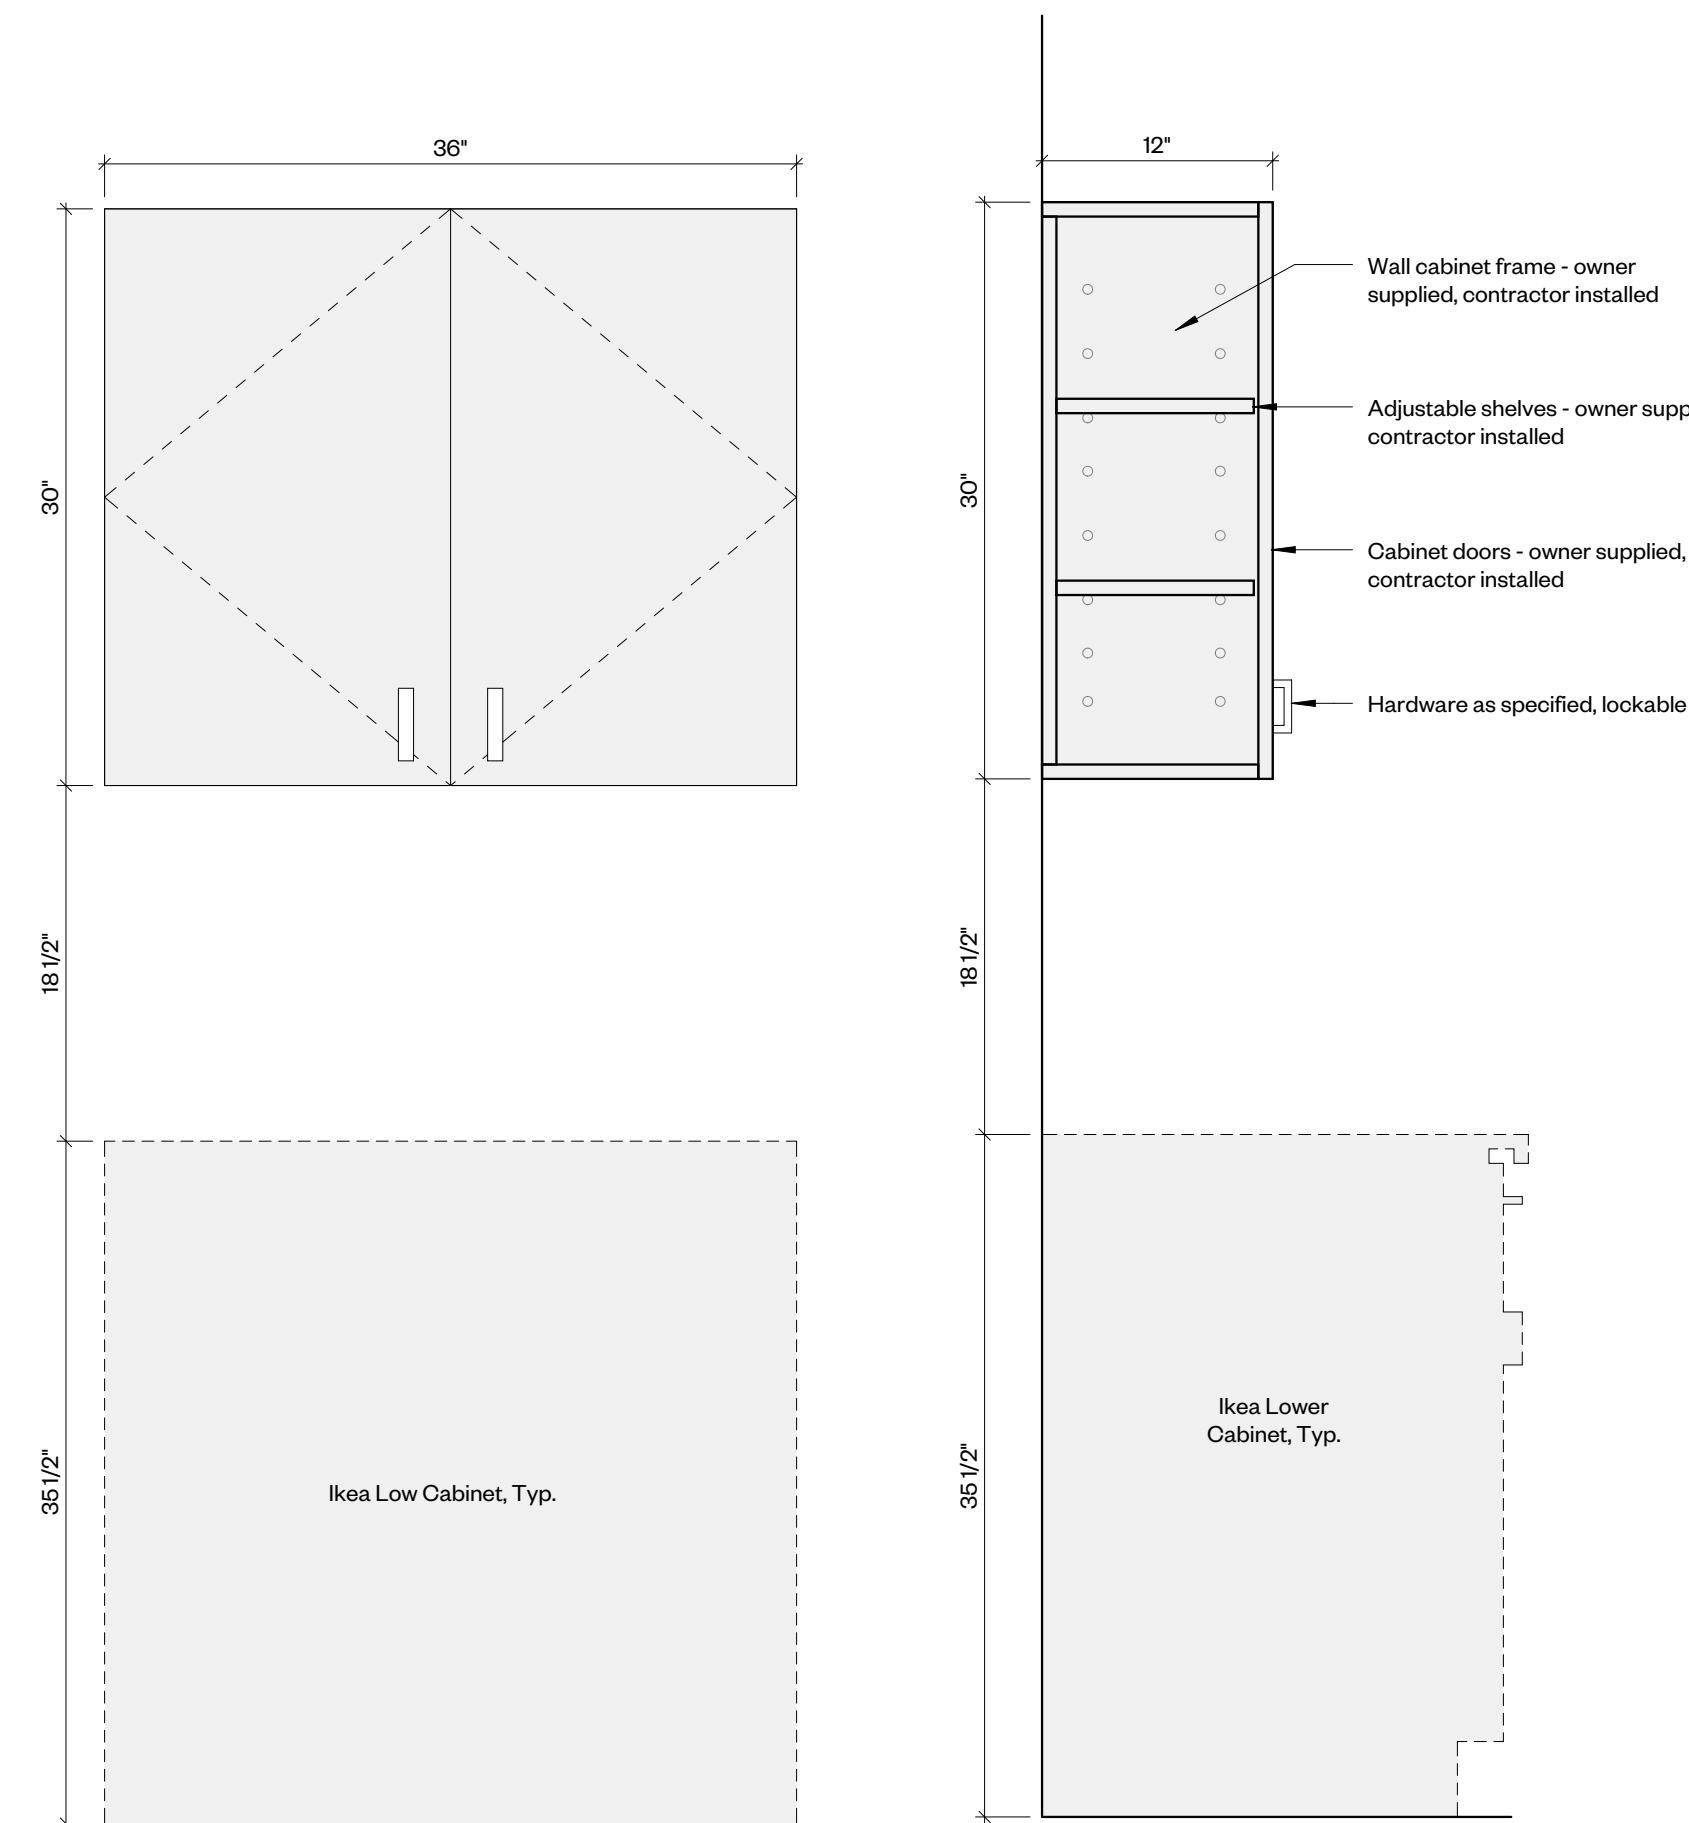 36"
12"
30"
18 1/2"
35 1/2"
Ikea Low Cabinet, Typ.
30"
18 1/2"
35 1/2"
Wall cabinet frame - owner
supplied, contractor installed
Adjustable shelves - owner supp
contractor installed
Cabinet doors - owner supplied,
contractor installed
Hardware as specified, lockable
Ikea Lower
Cabinet, Typ.